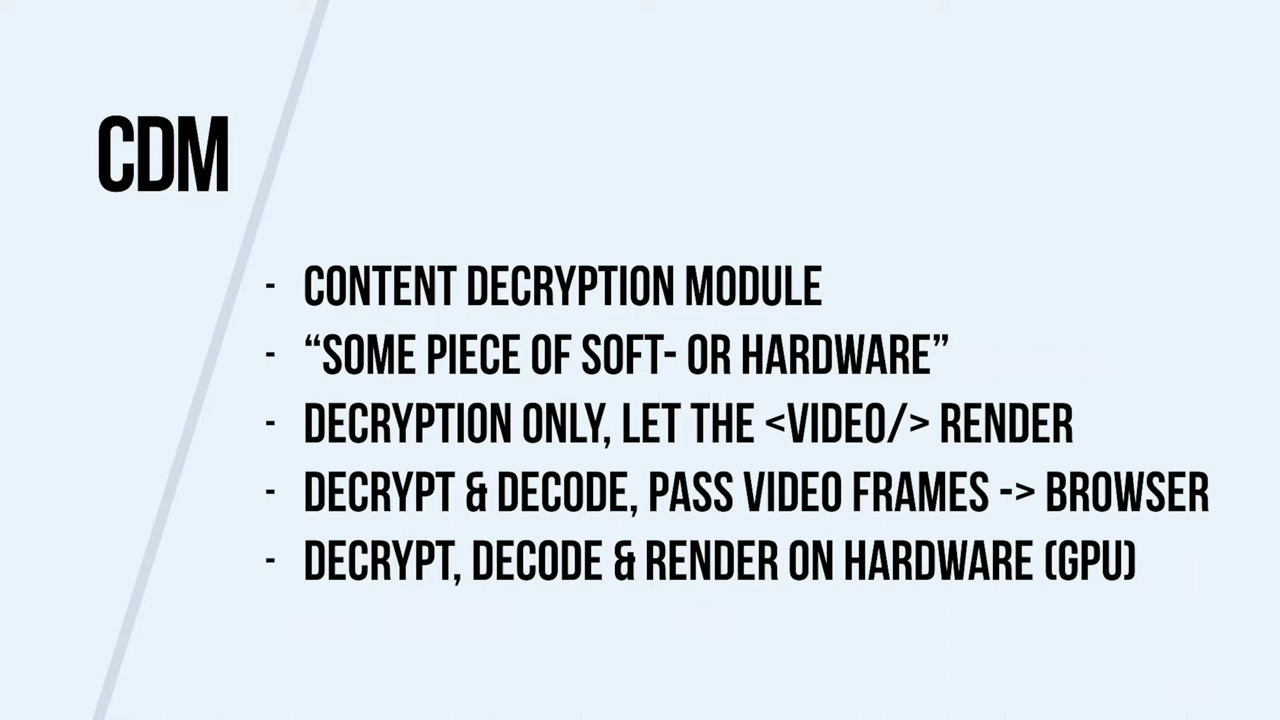 CDM
- CONTENT DECRYPTION MODULE
- “SOME PIECE OF SOFT- OR HARDWARE”
- DECRYPTION ONLY, LET THE <VIDEO/> RENDER
- DECRYPT & DECODE, PASS VIDEO FRAMES -> BROWSER
- DECRYPT, DECODE & RENDER ON HARDWARE (GPU)